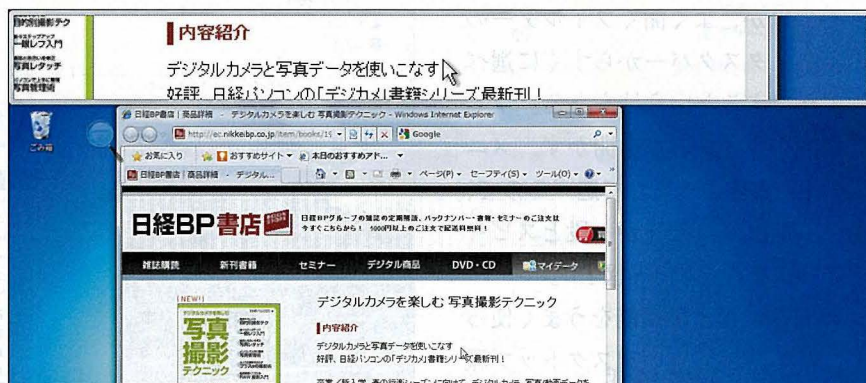 目的別撮影テク
一眼レフ入門
写真レタッチ
写真管理術
内容紹介
デジタルカメラと写真データを使いこなす
好評、日経パソコンの「デジカメ」書籍シリーズ最新刊!
ごみ箱
日経BP書店|商品詳細 - デジタルカメラを楽しむ 写真撮影テクニック - Windows Internet Explorer
http://ec.nikkeibp.co.jp/item/books/15
Google
お気に入り
おすすめサイト
本日のおすすめアド...
日経BP書店|商品詳細 - デジタル...
ページ(P)
セーフティ(S)
ツール(O)
日経BP書店
日経BPグループの雑誌の定期購読、バックナンバー・書籍・セミナーのご注文は
今すぐこちらから! 1000円以上のご注文で配送料無料!
雑誌購読 新刊書籍 セミナー デジタル商品 DVD・CD マイデータ
[NEW!]
デジタルカメラを楽しむ 写真撮影テクニック
写真
撮影
テクニック
内容紹介
デジタルカメラと写真データを使いこなす
好評、日経パソコンの「デジカメ」書籍シリーズ最新刊!